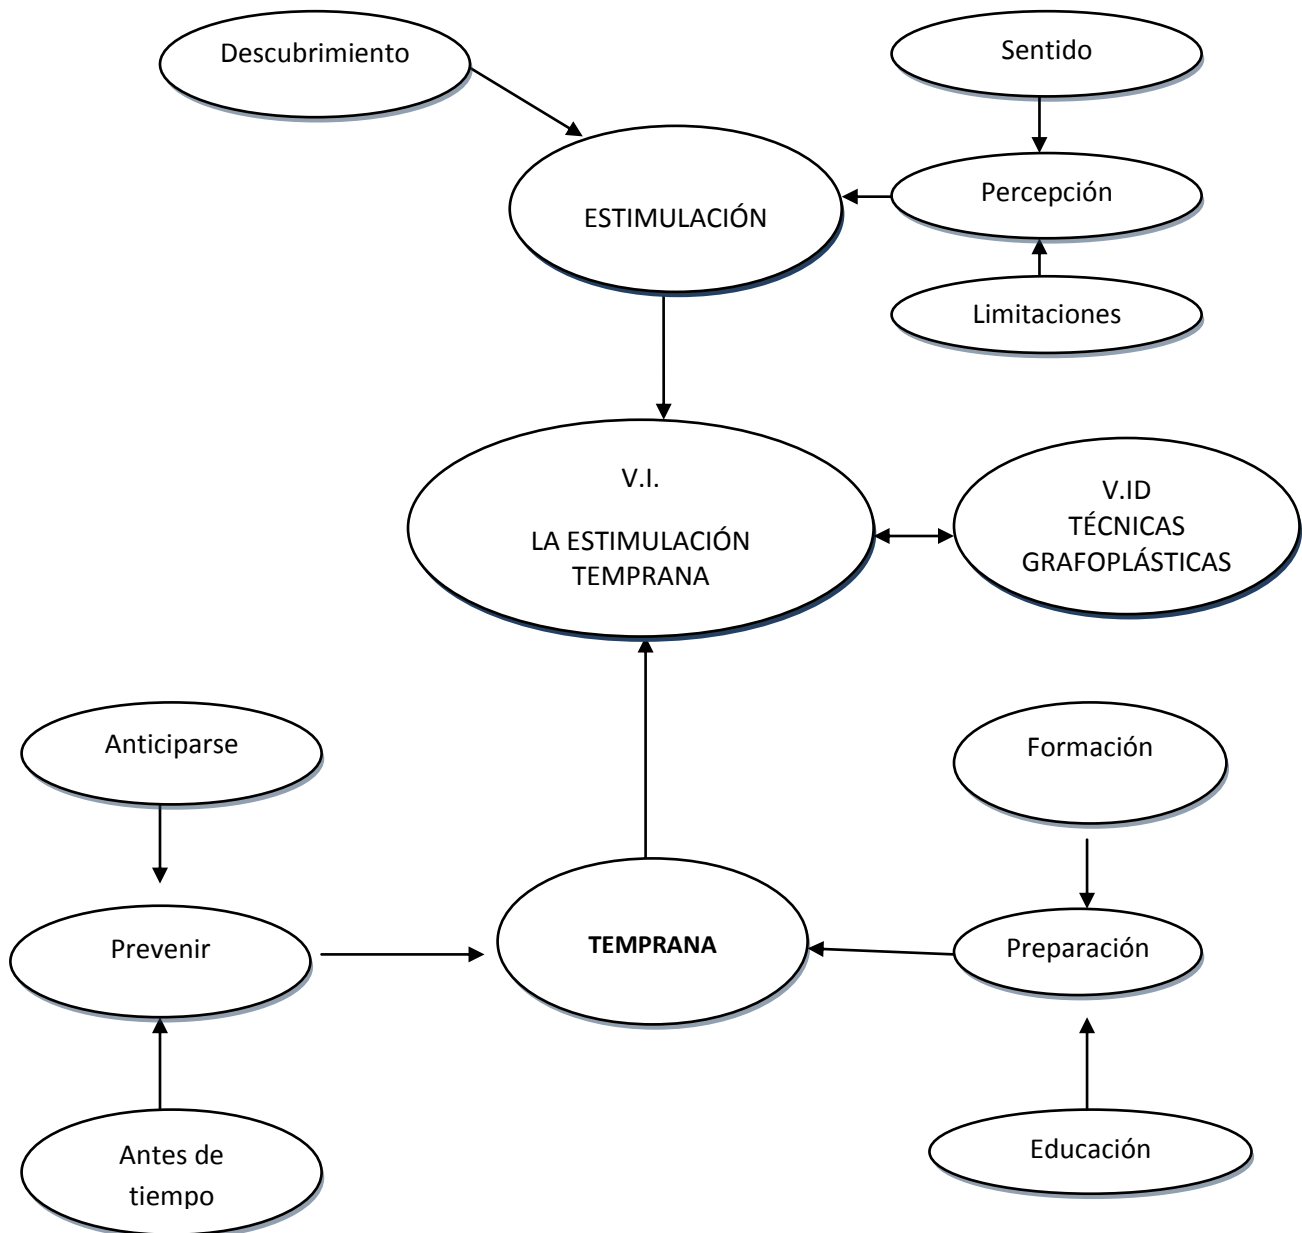 Descubrimiento
Sentido
Percepción
ESTIMULACIÓN
Limitaciones
V.I.
LA ESTIMULACIÓN
TEMPRANA
V.ID
TÉCNICAS
GRAFOPLÁSTICAS
Anticiparse
Formación
Prevenir
TEMPRANA
Preparación
Antes de
tiempo
Educación